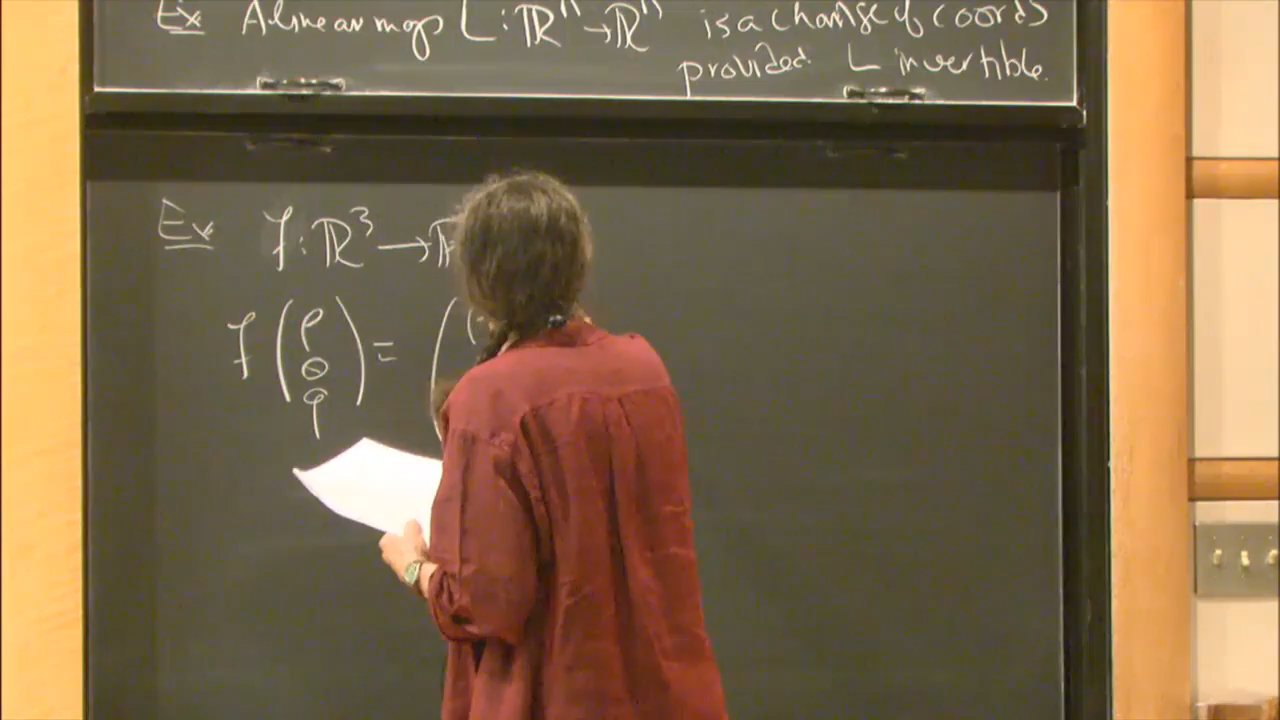 Ex A linear map L : ℝⁿ → ℝⁿ is a change of coords
provided L invertible.
Ex f : ℝ³ → ℝ
f ( ρ θ φ ) = (